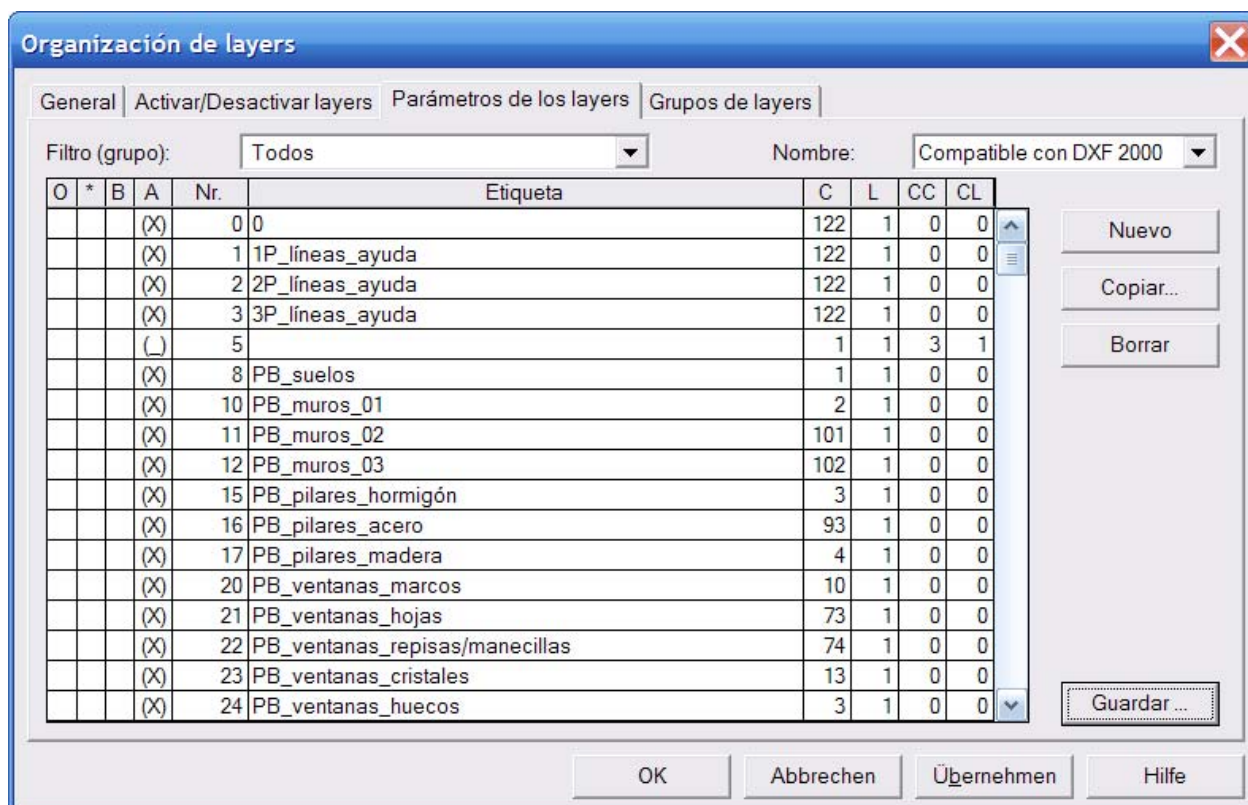 Organización de layers
General Activar/Desactivar layers Parámetros de los layers Grupos de layers
Filtro (grupo): Todos Nombre: Compatible con DXF 2000
O * B A Nr. Etiqueta C L CC CL
(X) 0 0 122 1 0 0
Nuevo
(X) 1 1P_líneas_ayuda 122 1 0 0
(X) 2 2P_líneas_ayuda 122 1 0 0
Copiar...
(X) 3 3P_líneas_ayuda 122 1 0 0
(_) 5 1 1 3 1
Borrar
(X) 8 PB_suelos 1 1 0 0
(X) 10 PB_muros_01 2 1 0 0
(X) 11 PB_muros_02 101 1 0 0
(X) 12 PB_muros_03 102 1 0 0
(X) 15 PB_pilares_hormigón 3 1 0 0
(X) 16 PB_pilares_acero 93 1 0 0
(X) 17 PB_pilares_madera 4 1 0 0
(X) 20 PB_ventanas_marcos 10 1 0 0
(X) 21 PB_ventanas_hojas 73 1 0 0
(X) 22 PB_ventanas_repisas/manecillas 74 1 0 0
(X) 23 PB_ventanas_cristales 13 1 0 0
(X) 24 PB_ventanas_huecos 3 1 0 0
Guardar ...
OK Abbrechen Übernehmen Hilfe